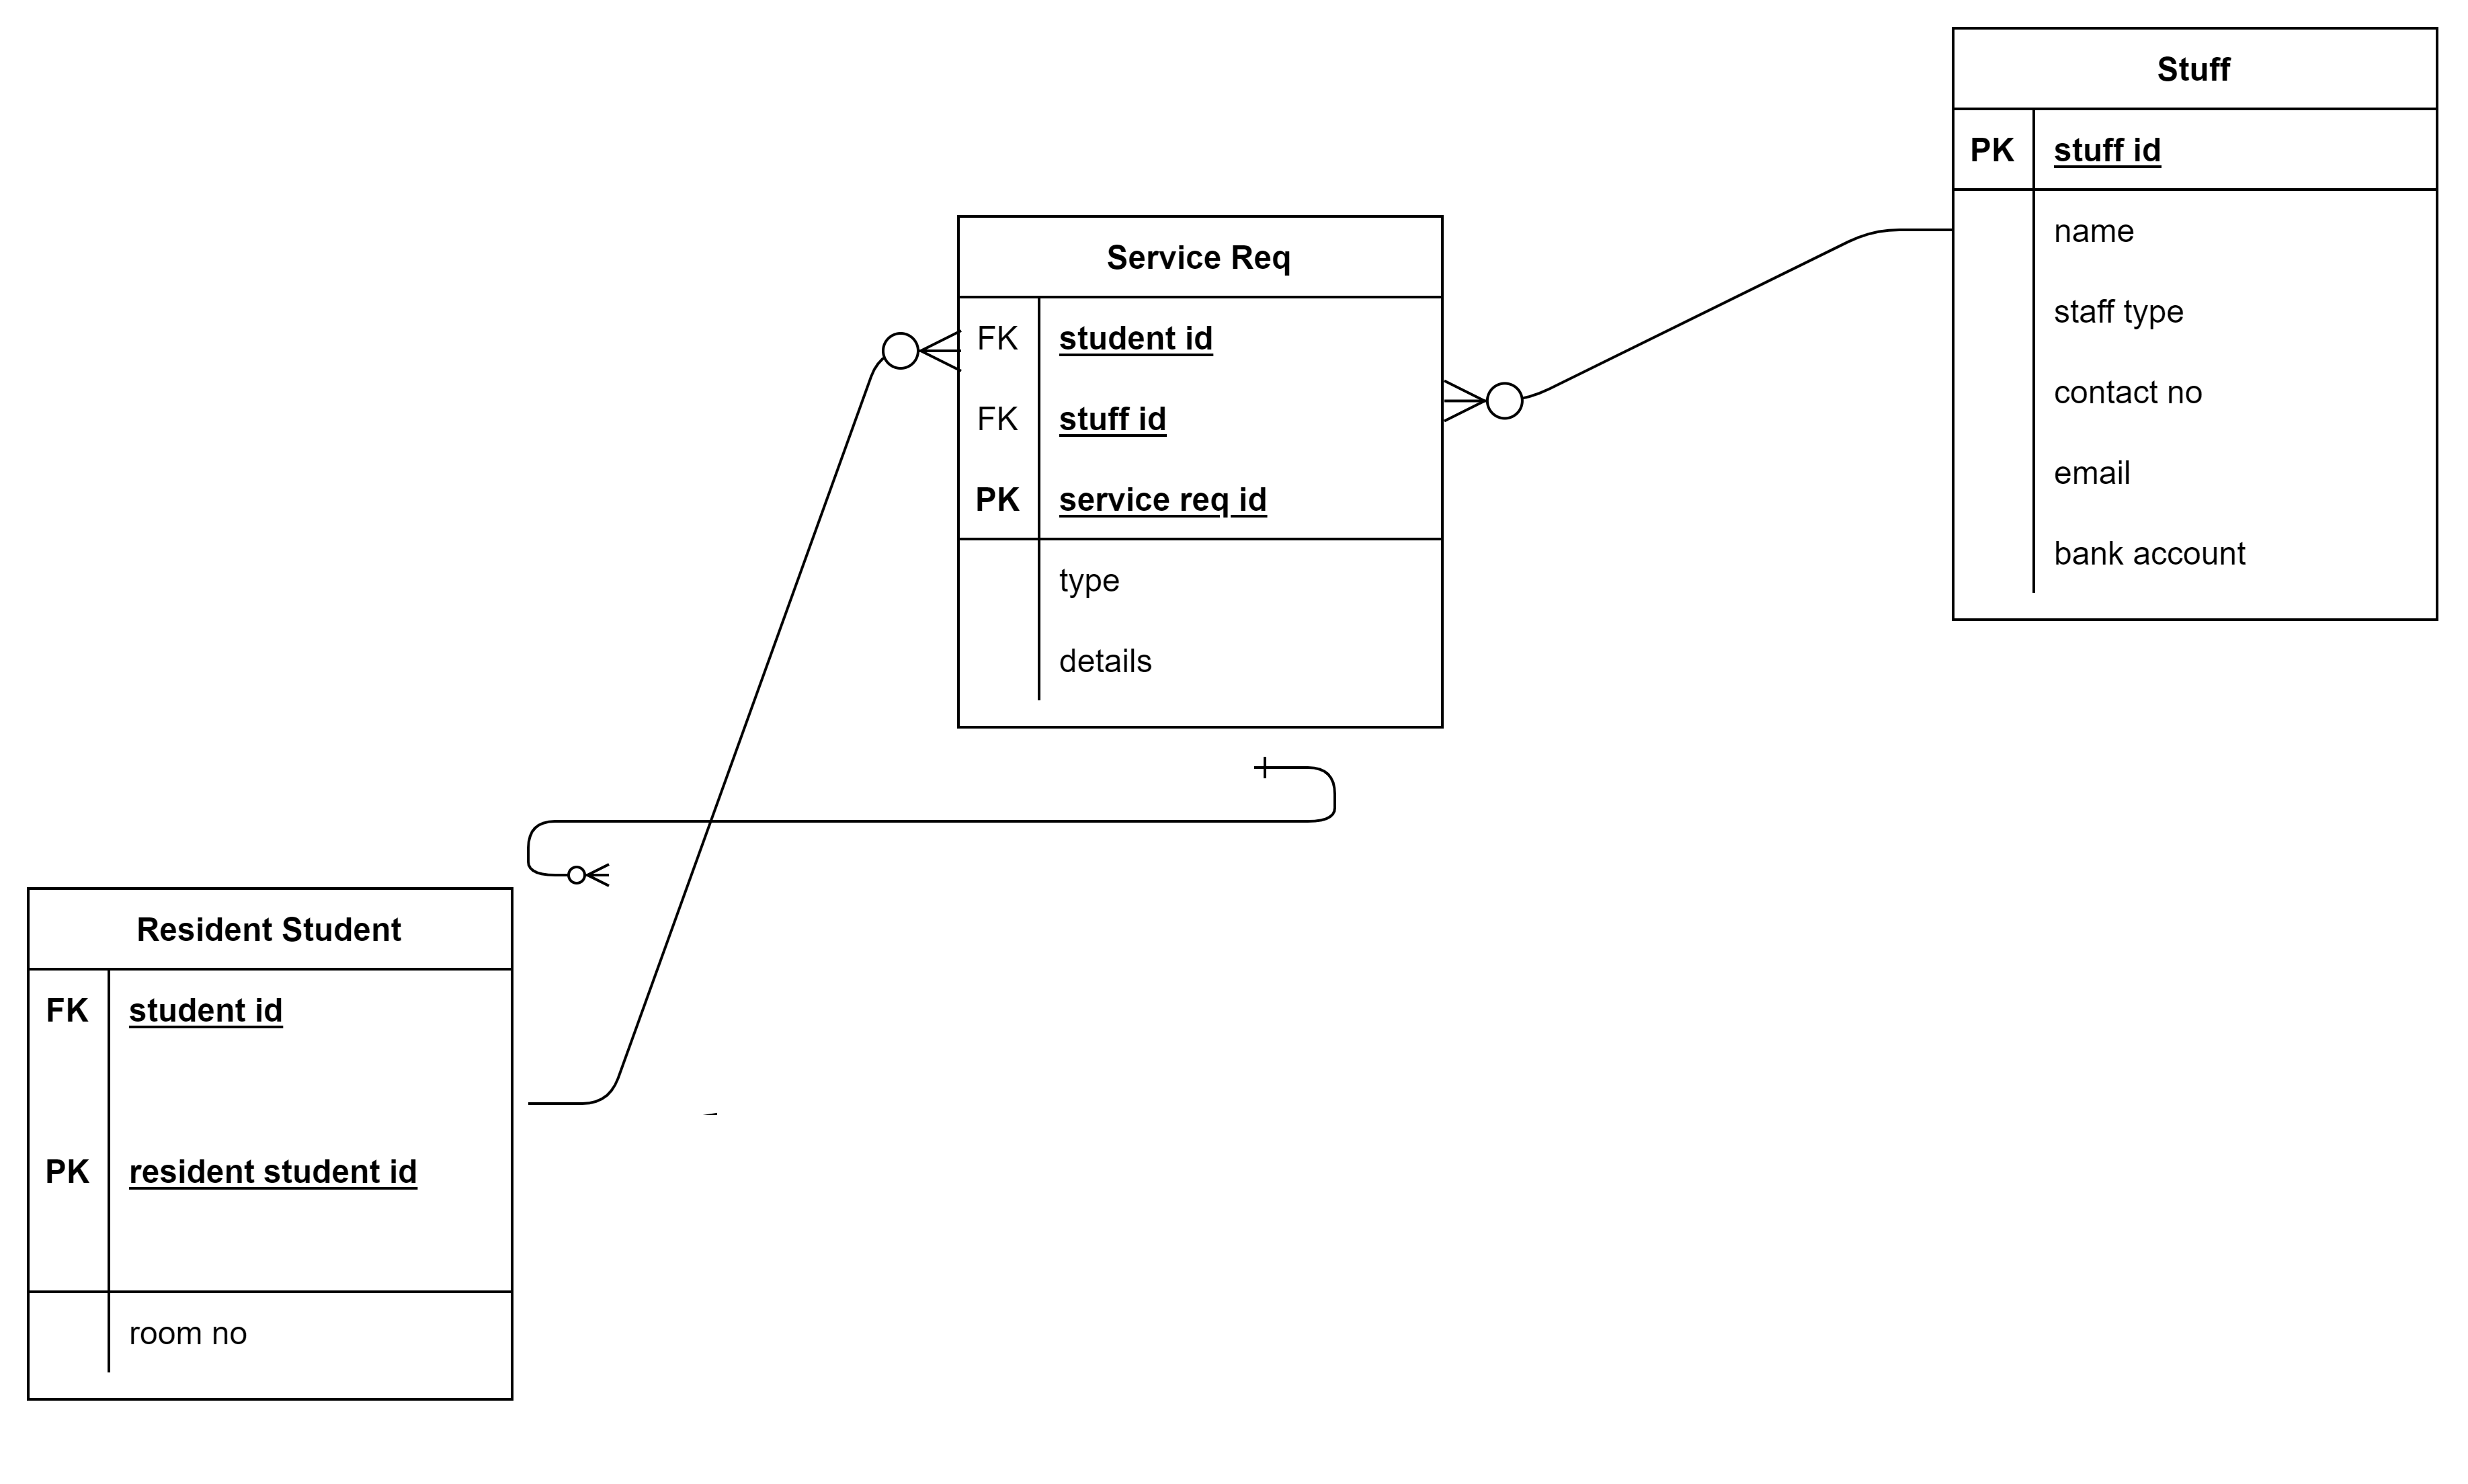 Stuff
PK stuff id
name
staff type
contact no
email
bank account
Service Req
FK student id
FK stuff id
PK service req id
type
details
Resident Student
FK student id
PK resident student id
room no